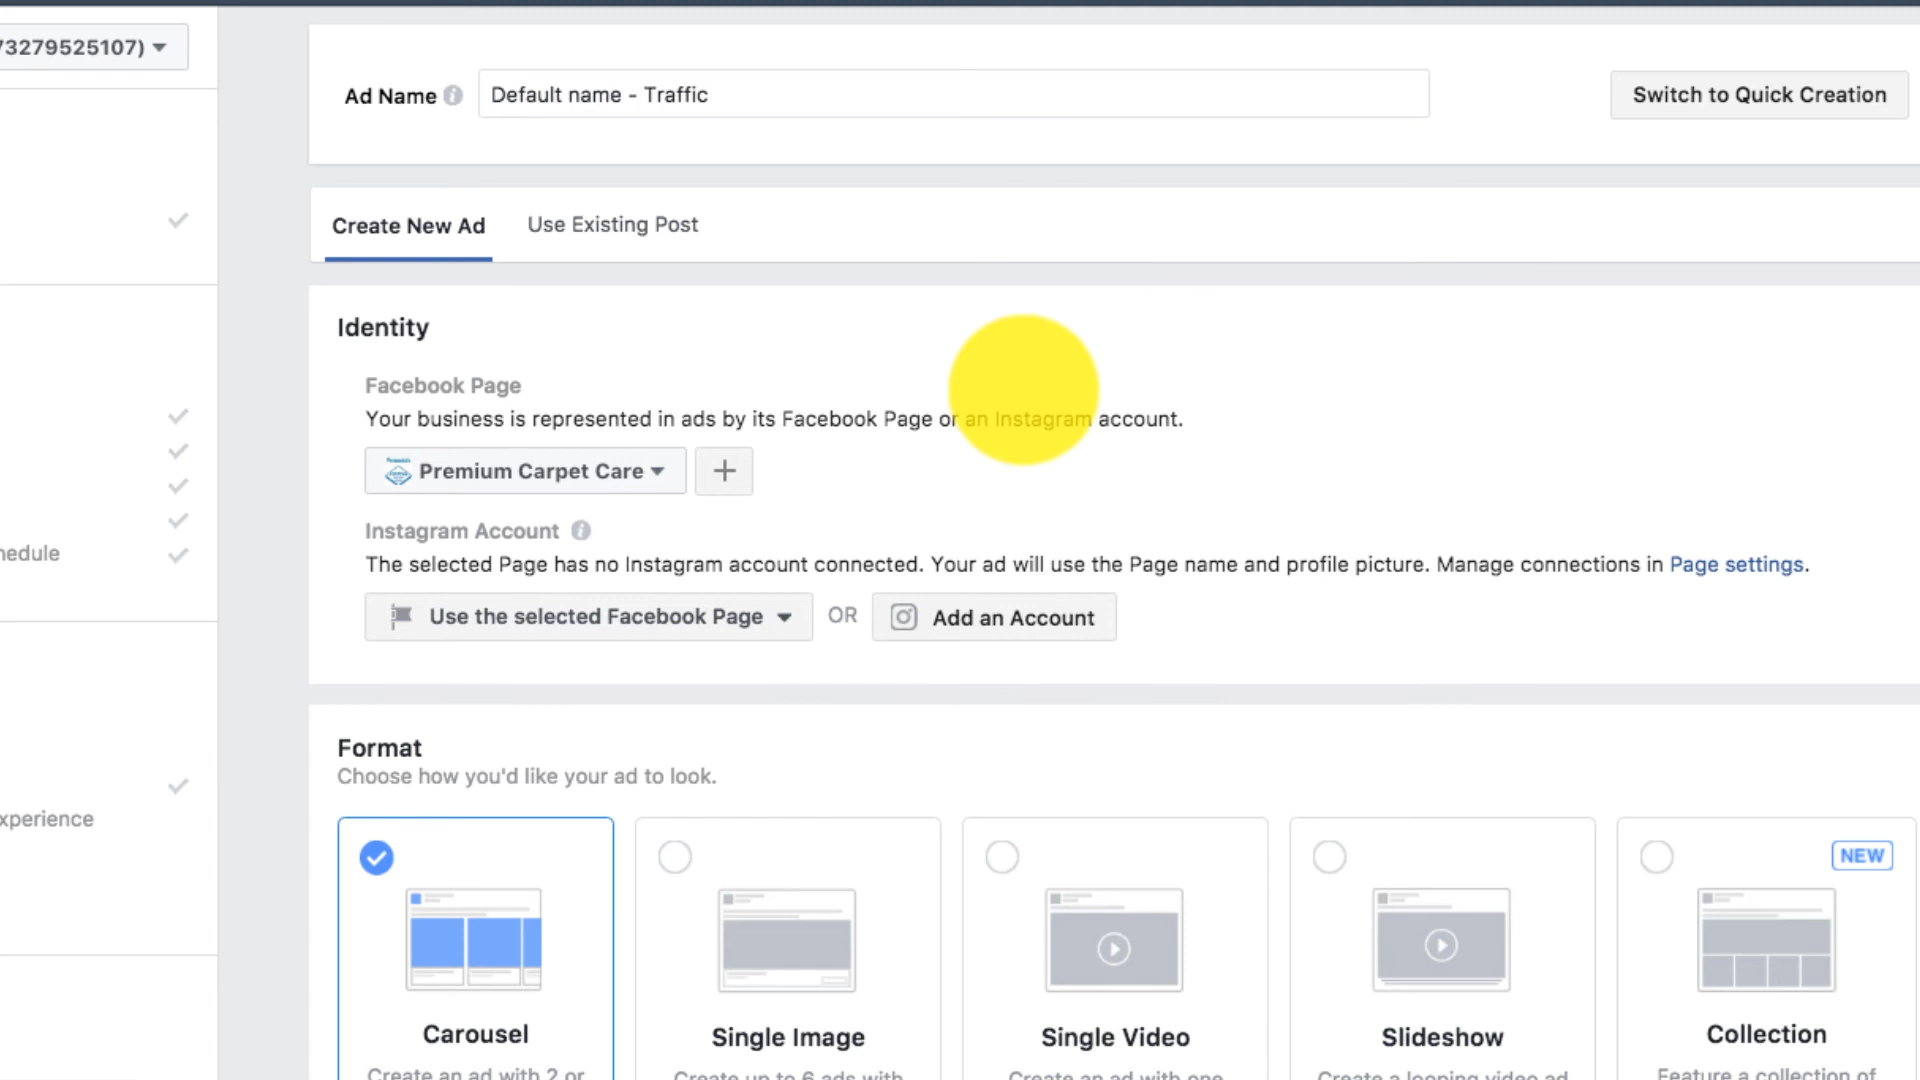 73279525107)
Ad Name
Default name - Traffic
Switch to Quick Creation
Create New Ad
Use Existing Post
Identity
Facebook Page
Your business is represented in ads by its Facebook Page or an Instagram account.
Premium Carpet Care
+
Instagram Account
The selected Page has no Instagram account connected. Your ad will use the Page name and profile picture. Manage connections in Page settings.
hedule
Use the selected Facebook Page
OR
Add an Account
Format
Choose how you'd like your ad to look.
xperience
NEW
Carousel
Single Image
Single Video
Slideshow
Collection
Create an ad with 2 or
Create up to 6 ads with
Create an ad with one
Create a looping video ad
Feature a collection of